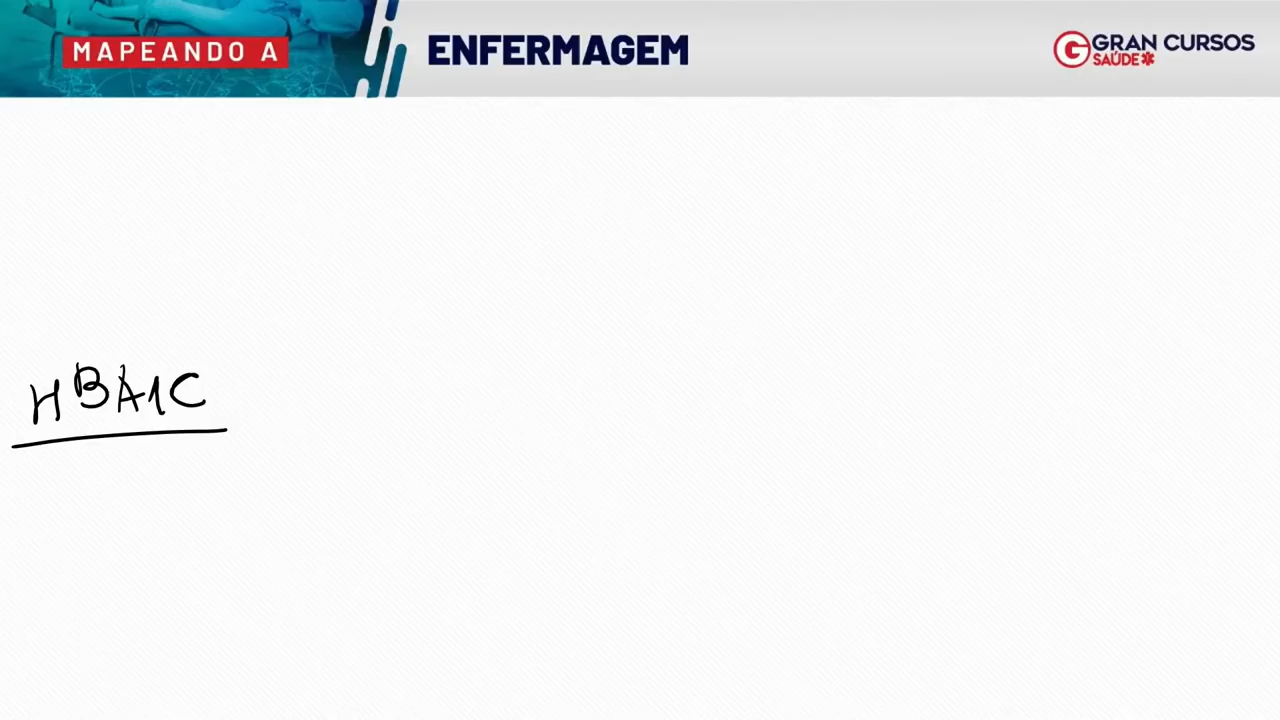 MAPEANDO A
ENFERMAGEM
GRAN CURSOS
SAÚDE
HBA1C